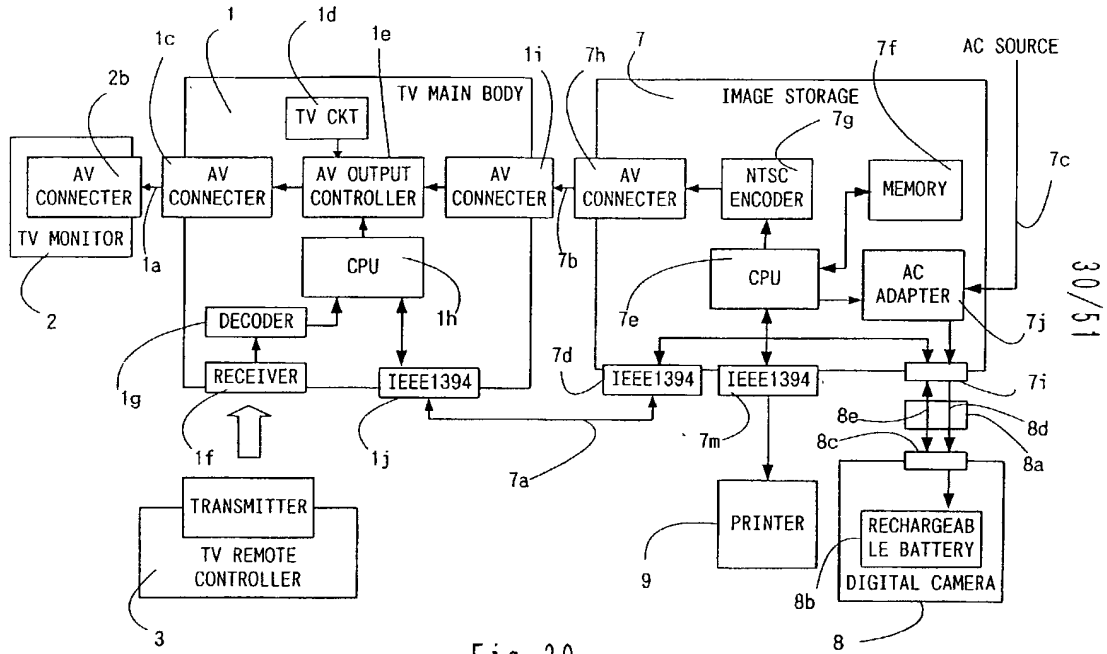 1c
1
1d
1e
1i
7h
7
7f
AC SOURCE
2b
TV MAIN BODY
IMAGE STORAGE
7g
TV CKT
7c
AV
CONNECTER
AV
CONNECTER
AV OUTPUT
CONTROLLER
AV
CONNECTER
AV
CONNECTER
NTSC
ENCODER
MEMORY
TV MONITOR
1a
7b
CPU
CPU
AC
ADAPTER
2
1h
7e
7j
DECODER
1g
RECEIVER
IEEE1394
7d
IEEE1394
IEEE1394
7i
1f
1j
7a
7m
8e
8d
8c
8a
TRANSMITTER
TV REMOTE
CONTROLLER
3
PRINTER
9
RECHARGEAB
LE BATTERY
DIGITAL CAMERA
8b
8
30/51
Fig. 30